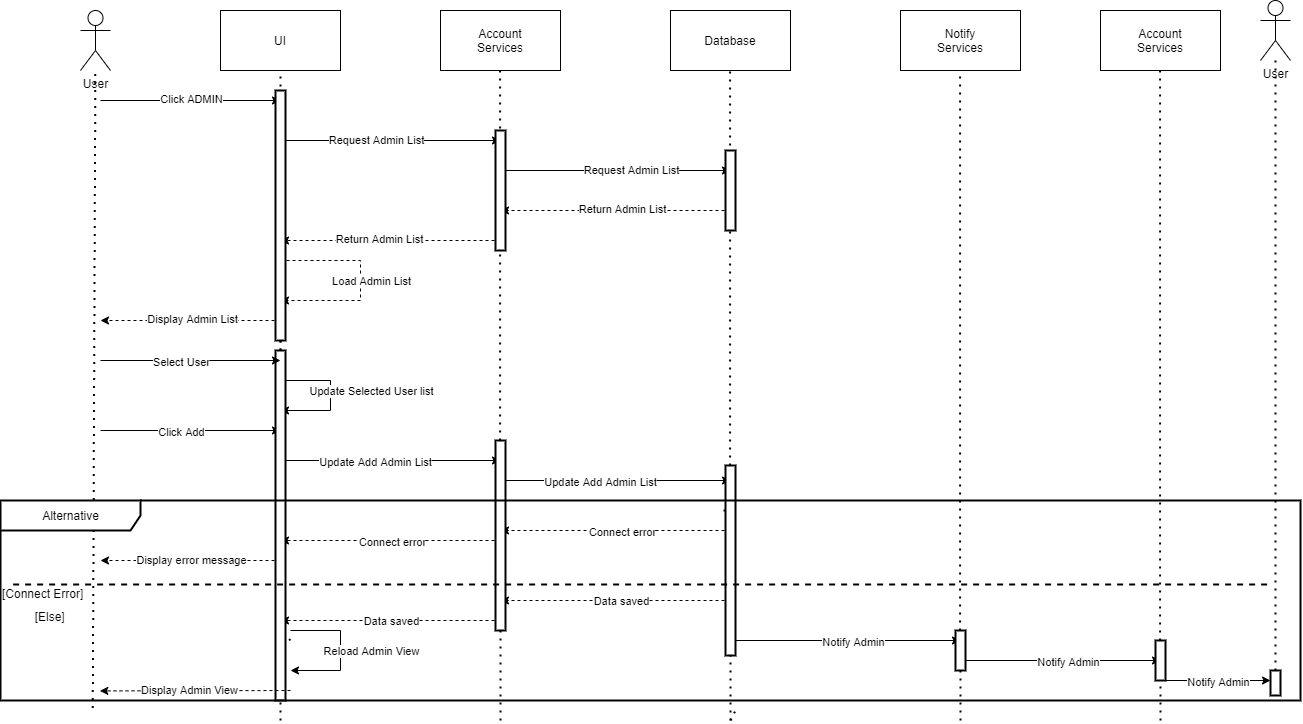 User
UI
Account
Services
Database
Notify
Services
Account
Services
User
Click ADMIN
Request Admin List
Request Admin List
Return Admin List
Return Admin List
Load Admin List
Display Admin List
Select User
Update Selected User list
Click Add
Update Add Admin List
Update Add Admin List
Alternative
Connect error
Connect error
Display error message
[Connect Error]
Data saved
[Else]
Data saved
Notify Admin
Reload Admin View
Notify Admin
Notify Admin
Display Admin View